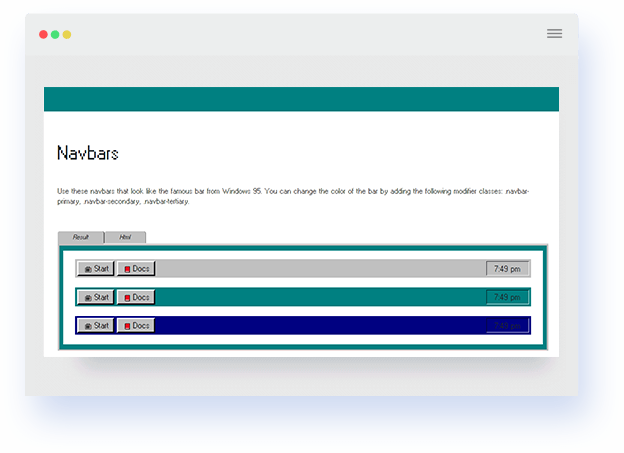 Navbars
Use these navbars that look like the famous bar from Windows 95. You can change the color of the bar by adding the following modifier classes: .navbar-
primary, .navbar-secondary, .navbar-tertiary.
Result Html
Start Docs 7:49 pm
Start Docs 7:49 pm
Start Docs 7:49 pm